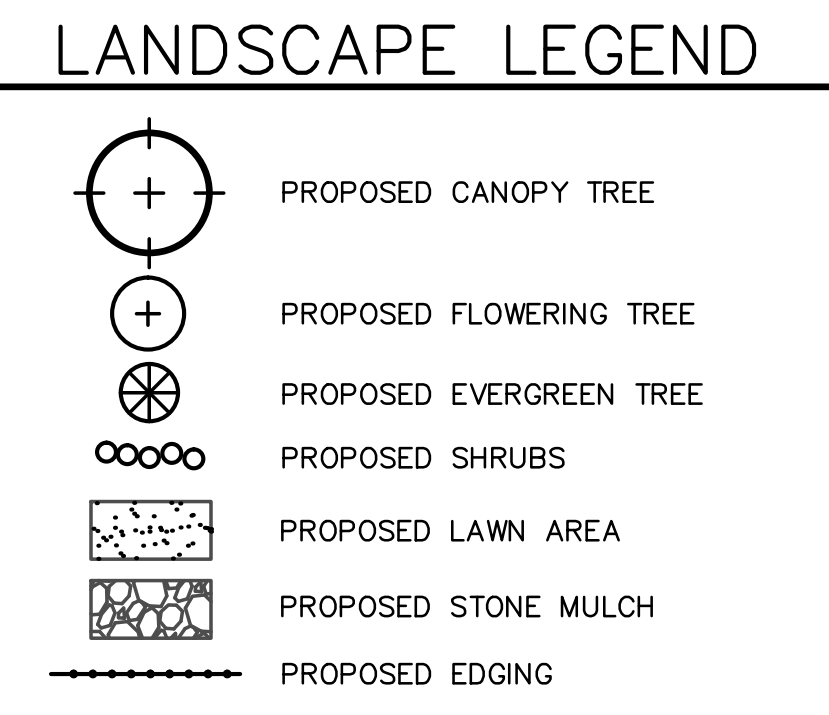 LANDSCAPE LEGEND
PROPOSED CANOPY TREE
PROPOSED FLOWERING TREE
PROPOSED EVERGREEN TREE
PROPOSED SHRUBS
PROPOSED LAWN AREA
PROPOSED STONE MULCH
PROPOSED EDGING